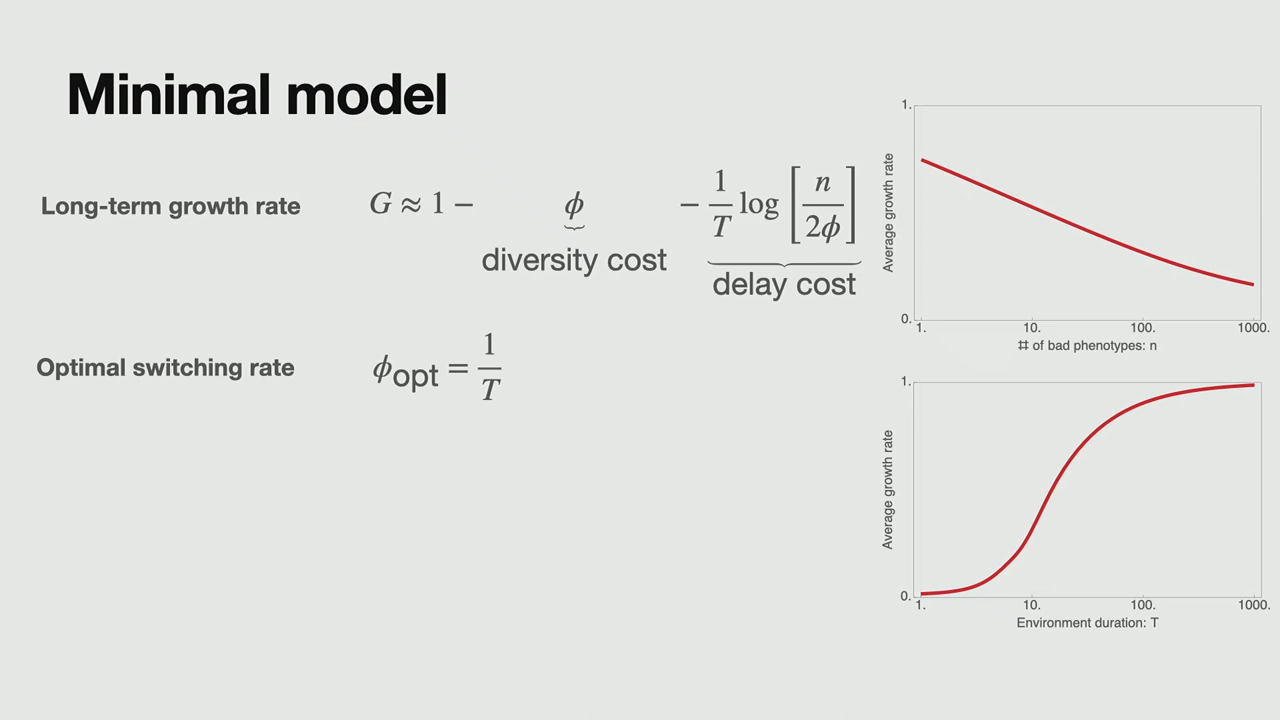 Minimal model
Long-term growth rate
G ≈ 1 − ϕ − 1/T log [n/2ϕ]
diversity cost
delay cost
Optimal switching rate
ϕopt = 1/T
1.
Average growth rate
0.
1. 10. 100. 1000.
# of bad phenotypes: n
1.
Average growth rate
0.
1. 10. 100. 1000.
Environment duration: T